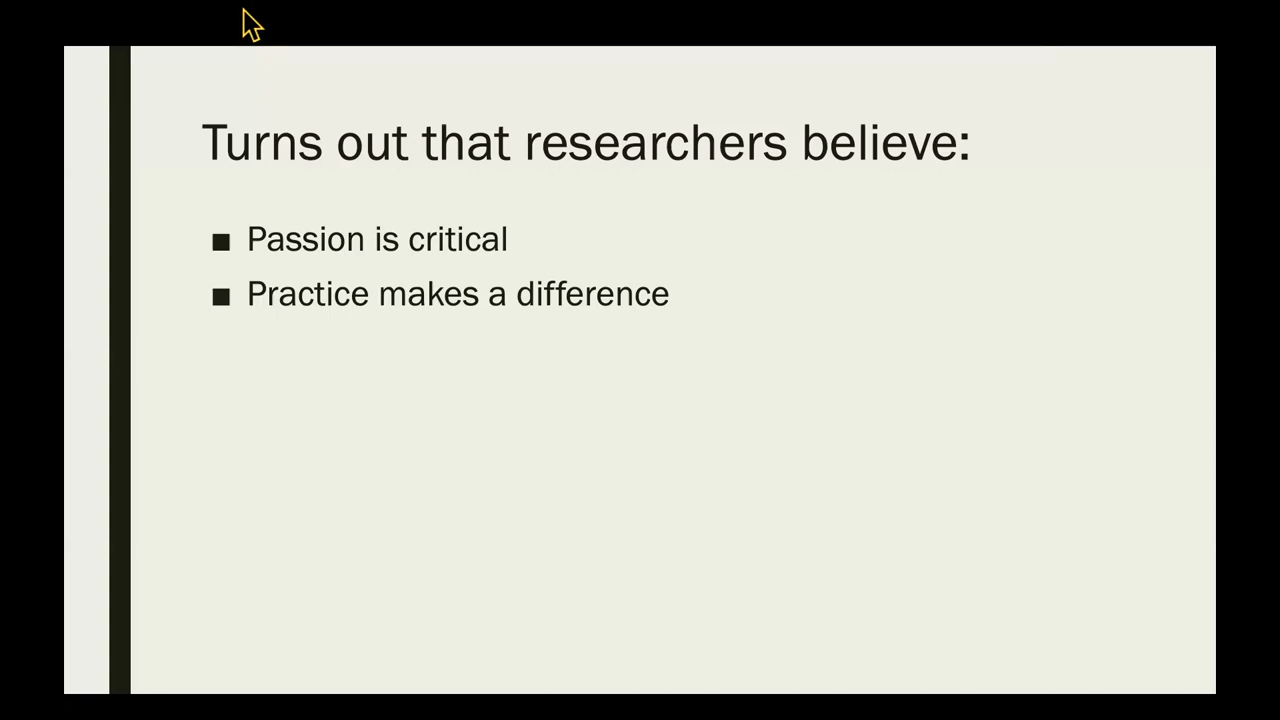 Turns out that researchers believe:
■ Passion is critical
■ Practice makes a difference